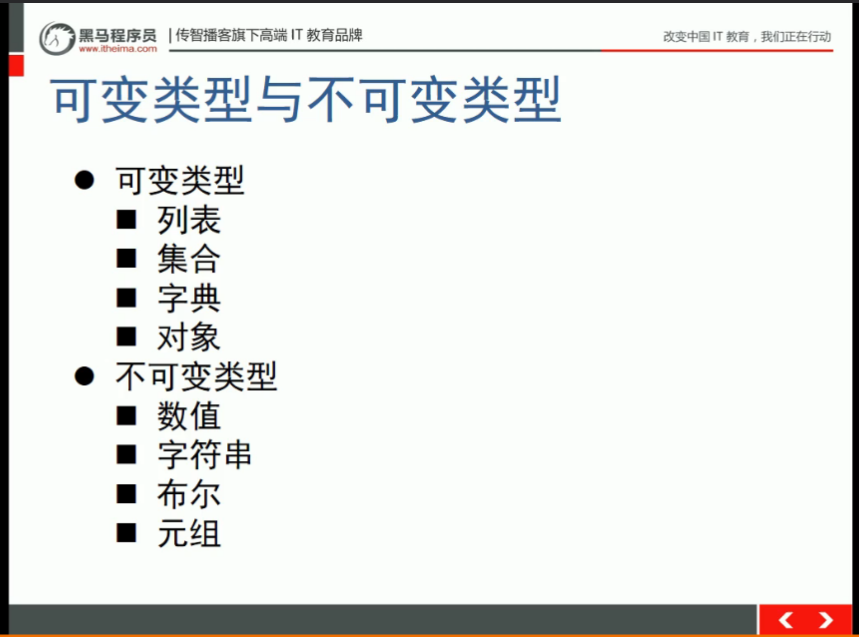 黑马程序员 | 传智播客旗下高端 IT 教育品牌
www.itheima.com
改变中国 IT 教育，我们正在行动
可变类型与不可变类型
可变类型
列表
集合
字典
对象
不可变类型
数值
字符串
布尔
元组